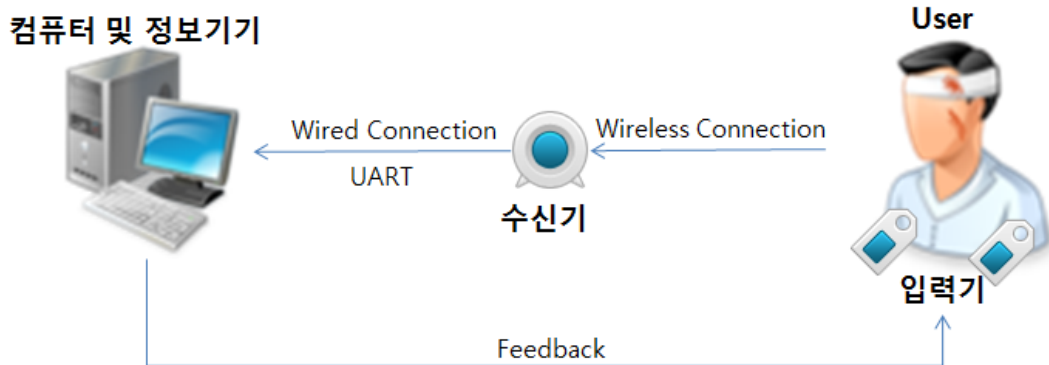 컴퓨터 및 정보기기
User
Wired Connection
Wireless Connection
UART
수신기
입력기
Feedback